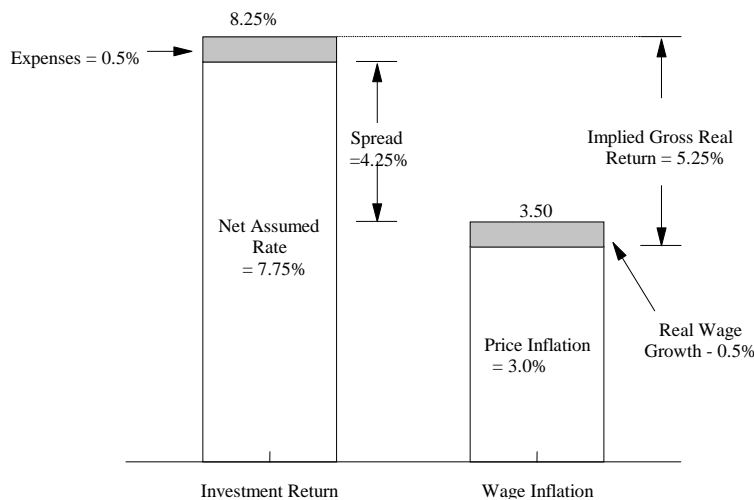 8.25%
Expenses = 0.5%
Spread
=4.25%
Implied Gross Real
Return = 5.25%
Net Assumed
Rate
= 7.75%
3.50
Price Inflation
= 3.0%
Real Wage
Growth - 0.5%
Investment Return
Wage Inflation